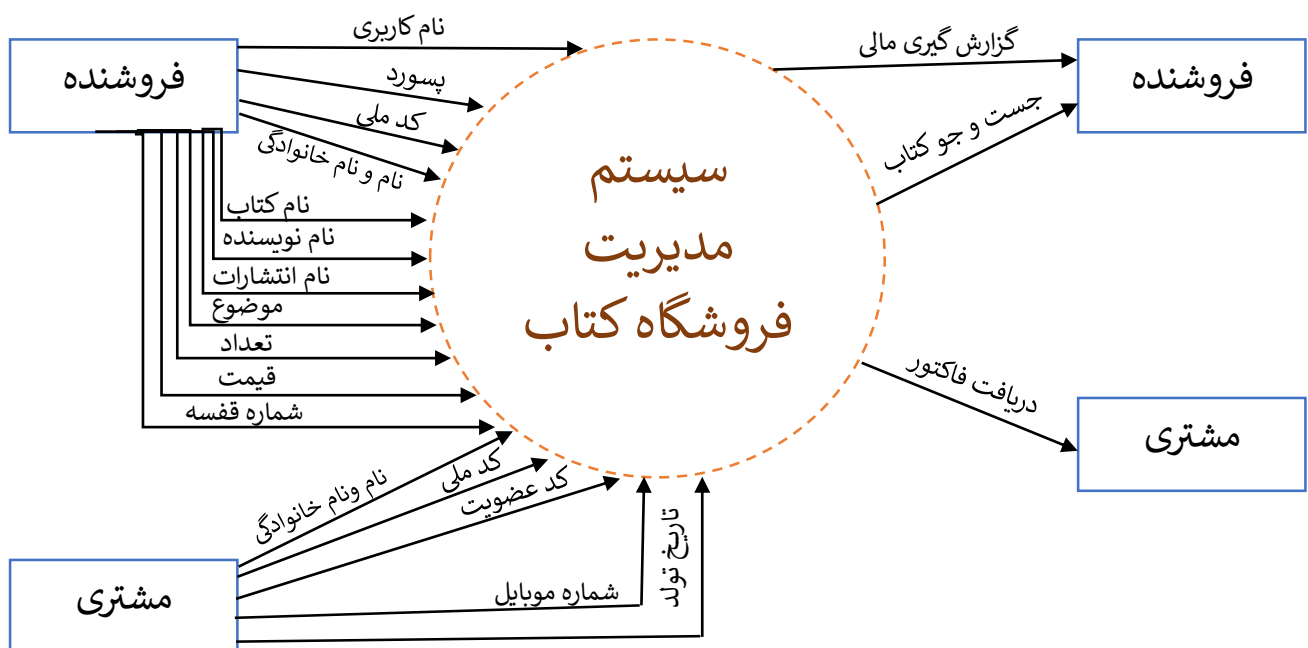 فروشنده
نام کاربری
پسورد
کد ملی
نام و نام خانوادگی
نام کتاب
نام نویسنده
نام انتشارات
موضوع
تعداد
قیمت
شماره قفسه
سیستم
مدیریت
فروشگاه کتاب
گزارش گیری مالی
جست و جو کتاب
فروشنده
دریافت فاکتور
مشتری
نام ونام خانوادگی
کد ملی
کد عضویت
شماره موبایل
تاریخ تولد
مشتری